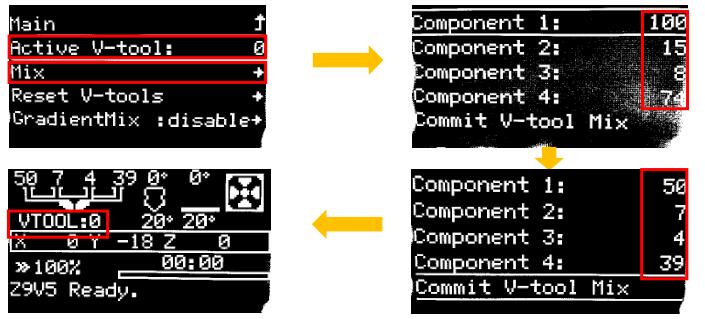 Main
Active V-tool: 0
Mix
Reset V-tools
GradientMix :disable
Component 1: 100
Component 2: 15
Component 3: 8
Component 4: 74
Commit V-tool Mix
50 7 4 39 0° 0°
VTOOL:0 20° 20°
X 0 Y -18 Z 0
»100% 00:00
Z9V5 Ready.
Component 1: 50
Component 2: 7
Component 3: 4
Component 4: 39
Commit V-tool Mix